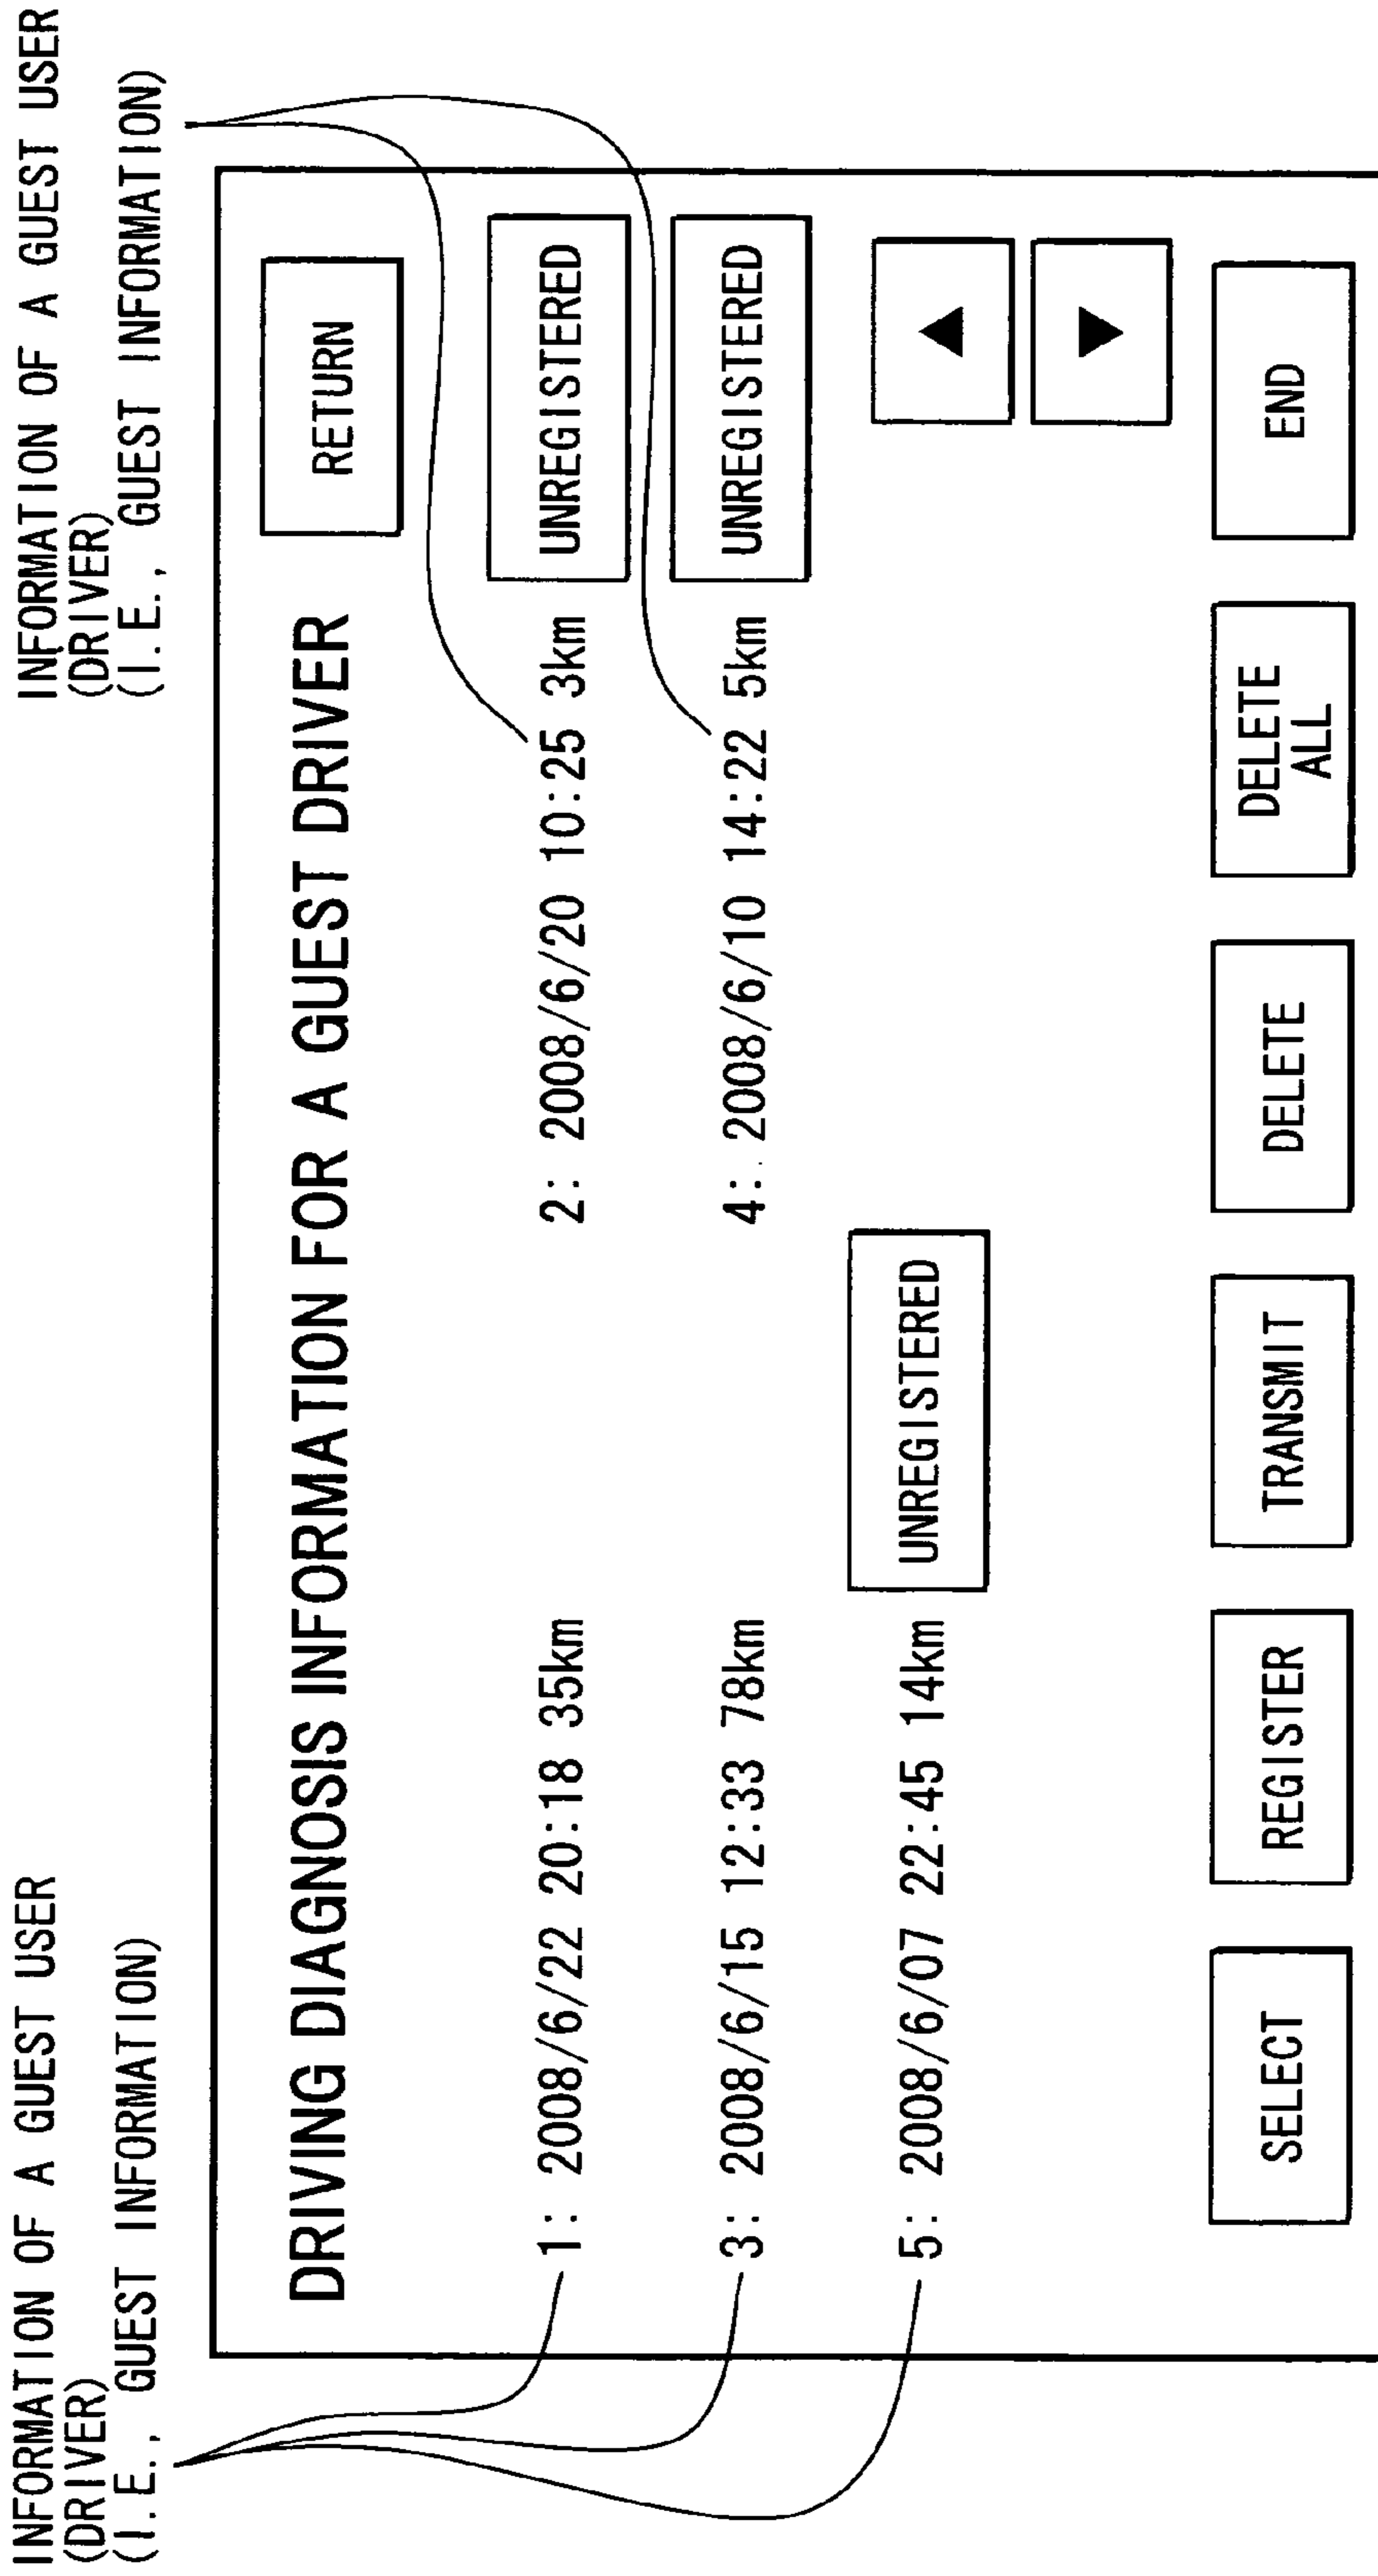 INFORMATION OF A GUEST USER
(DRIVER)
(I.E., GUEST INFORMATION)
INFORMATION OF A GUEST USER
(DRIVER)
(I.E., GUEST INFORMATION)
DRIVING DIAGNOSIS INFORMATION FOR A GUEST DRIVER
RETURN
1: 2008/6/22 20:18 35km
2: 2008/6/20 10:25 3km
UNREGISTERED
3: 2008/6/15 12:33 78km
4: 2008/6/10 14:22 5km
UNREGISTERED
5: 2008/6/07 22:45 14km
UNREGISTERED
▲
▼
SELECT
REGISTER
TRANSMIT
DELETE
DELETE
ALL
END